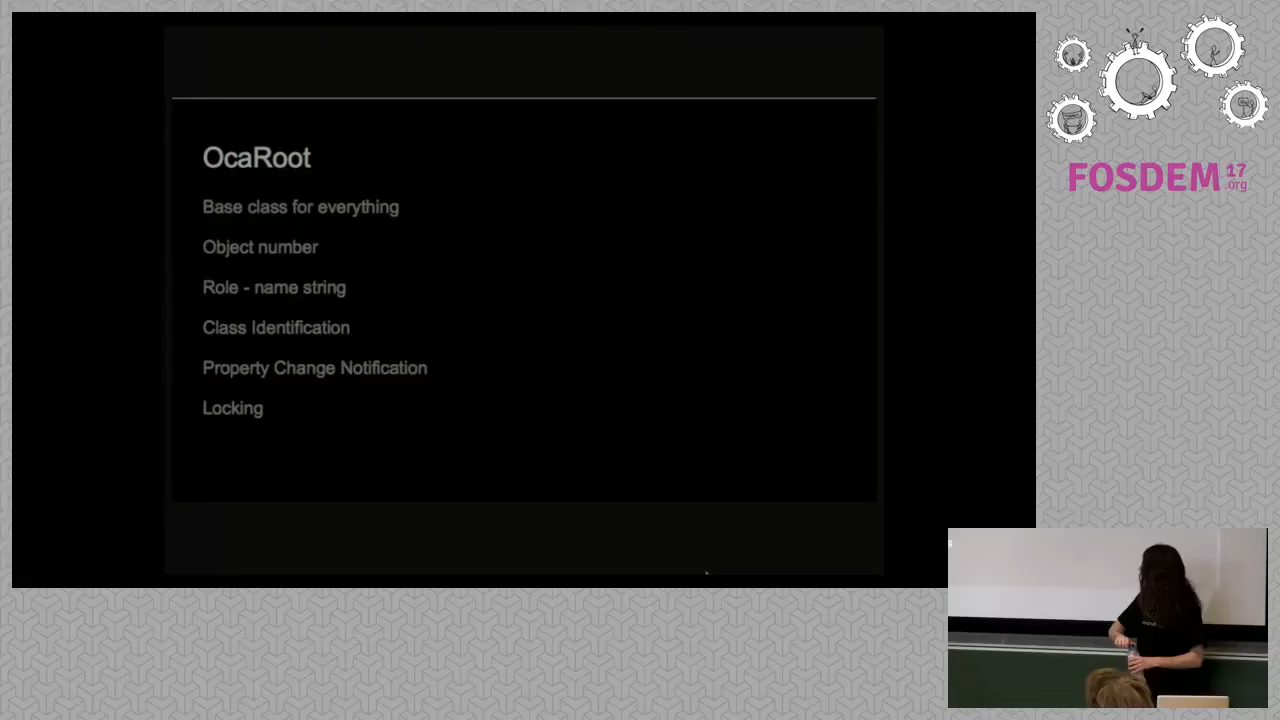 OcaRoot
Base class for everything
Object number
Role - name string
Class Identification
Property Change Notification
Locking
FOSDEM 17
.org